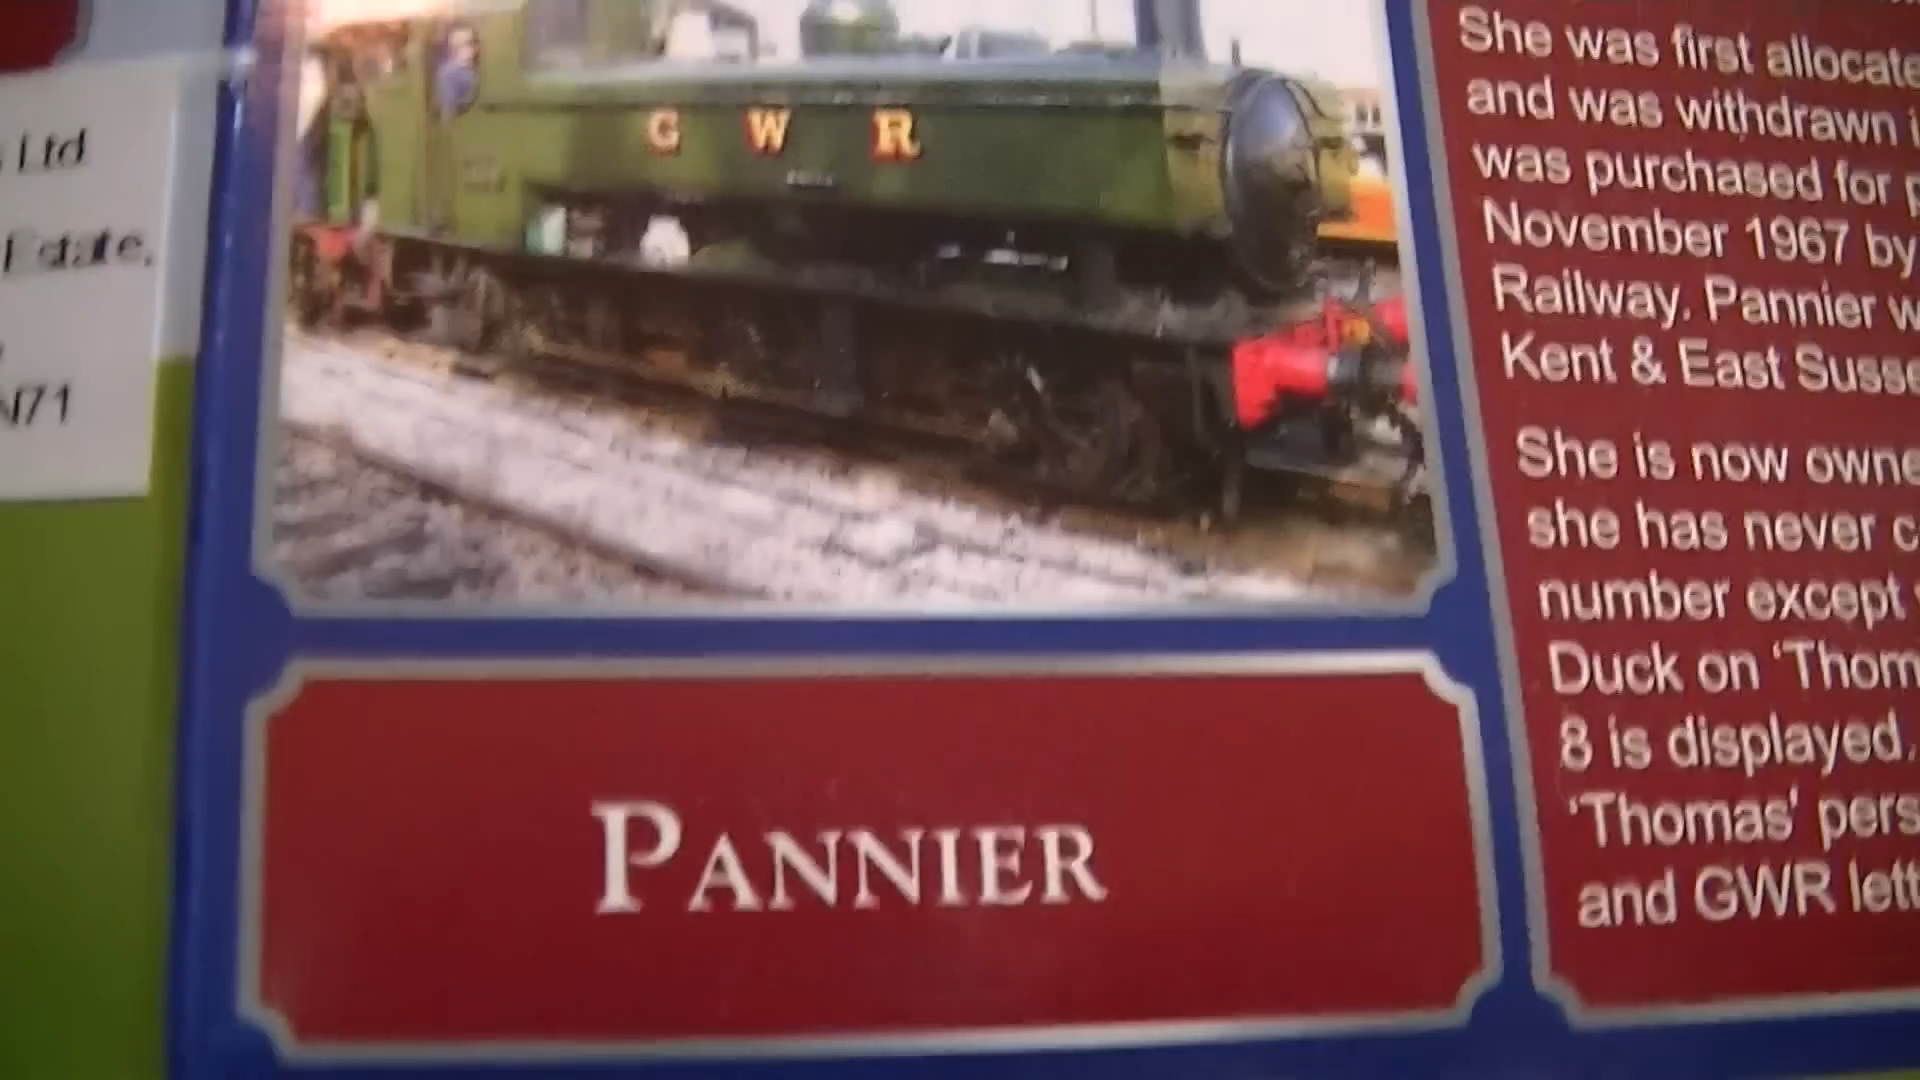 Ltd
Estate,
N71
G W R
PANNIER
She was first allocate
and was withdrawn i
was purchased for p
November 1967 by
Railway. Pannier w
Kent & East Susse
She is now owne
she has never c
number except
Duck on ‘Thom
8 is displayed.
‘Thomas’ pers
and GWR lett